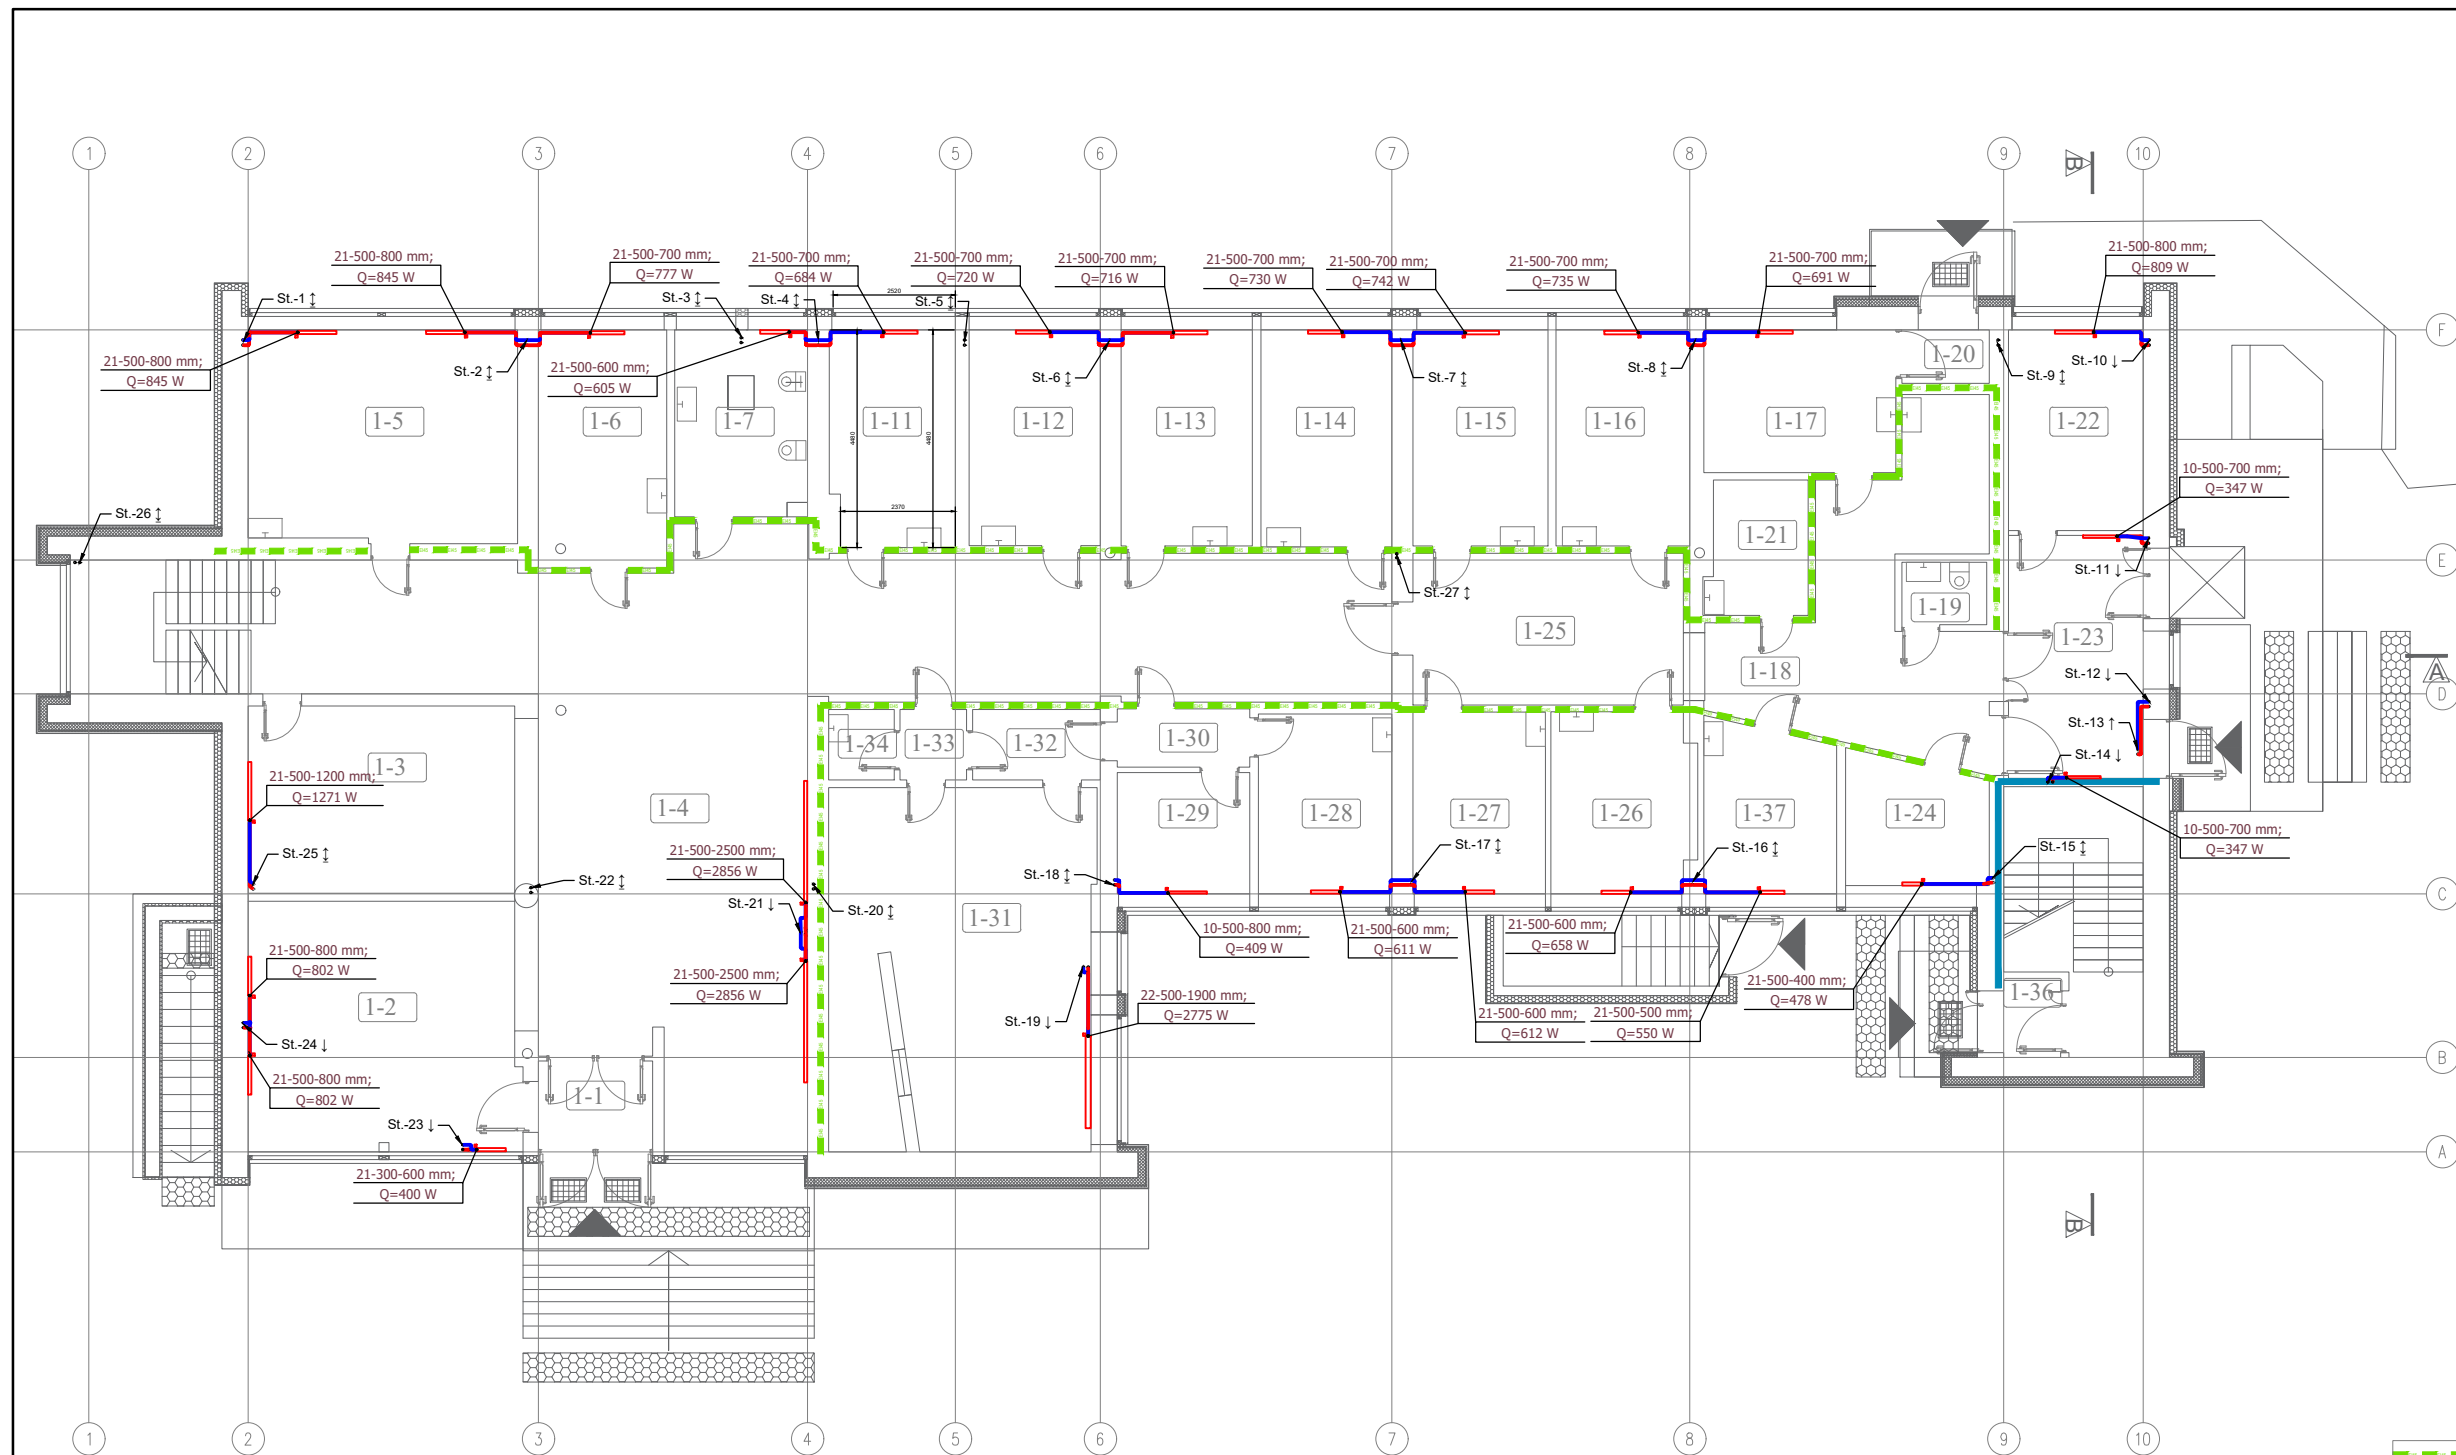 1
2
3
4
5
6
7
8
9
10
B
21-500-800 mm;
Q=845 W
21-500-700 mm;
Q=777 W
21-500-700 mm;
Q=684 W
21-500-700 mm;
Q=720 W
21-500-700 mm;
Q=716 W
21-500-700 mm;
Q=730 W
21-500-700 mm;
Q=742 W
21-500-700 mm;
Q=735 W
21-500-700 mm;
Q=691 W
21-500-800 mm;
Q=809 W
St.-1 ↕
St.-3 ↕
St.-4 ↕
2520
St.-5 ↕
F
21-500-800 mm;
Q=845 W
St.-2 ↕
21-500-600 mm;
Q=605 W
St.-6 ↕
St.-7 ↕
St.-8 ↕
1-20
St.-9 ↕
St.-10 ↓
1-5
1-6
1-7
1-11
1-12
1-13
1-14
1-15
1-16
1-17
1-22
4480
4480
10-500-700 mm;
Q=347 W
2370
St.-26 ↕
1-21
E
St.-27 ↕
St.-11 ↓
1-19
1-25
1-23
1-18
A
St.-12 ↓
D
St.-13 ↑
St.-14 ↓
1-34
1-33
1-32
1-30
1-3
21-500-1200 mm;
Q=1271 W
1-4
1-29
1-28
1-27
1-26
1-37
1-24
10-500-700 mm;
Q=347 W
St.-25 ↕
21-500-2500 mm;
Q=2856 W
St.-17 ↕
St.-16 ↕
St.-15 ↕
St.-22 ↕
St.-18 ↕
C
St.-21 ↓
St.-20 ↕
1-31
10-500-800 mm;
Q=409 W
21-500-600 mm;
Q=611 W
21-500-600 mm;
Q=658 W
21-500-800 mm;
Q=802 W
21-500-2500 mm;
Q=2856 W
21-500-400 mm;
Q=478 W
1-36
1-2
22-500-1900 mm;
Q=2775 W
St.-19 ↓
21-500-600 mm;
Q=612 W
21-500-500 mm;
Q=550 W
St.-24 ↓
B
21-500-800 mm;
Q=802 W
1-1
St.-23 ↓
A
21-300-600 mm;
Q=400 W
B
1
2
3
4
5
6
7
8
9
10